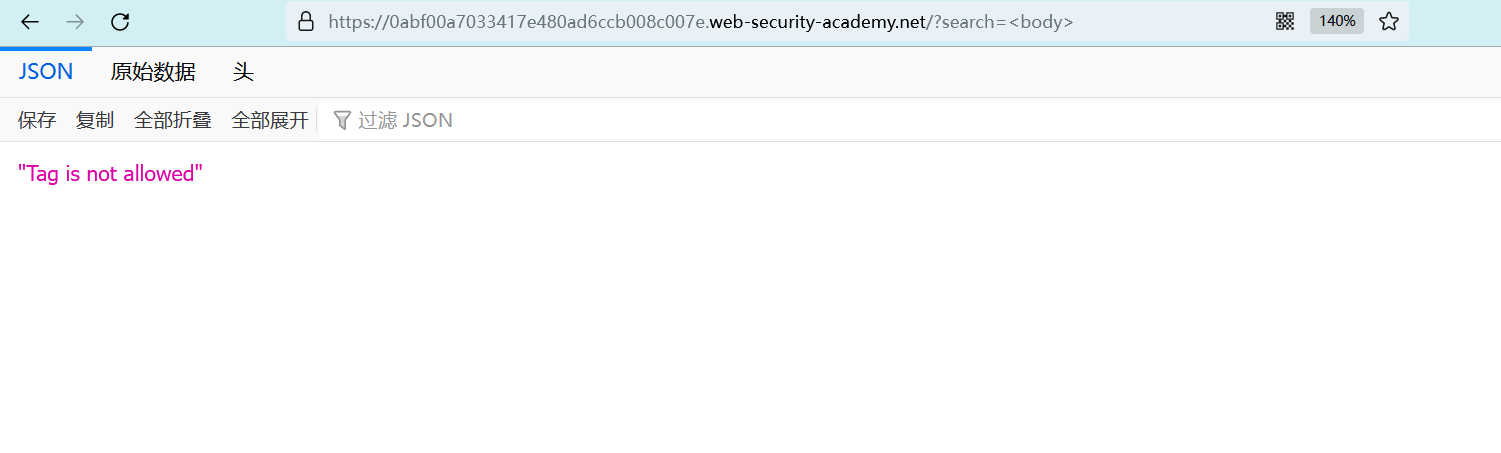 https://0abf00a7033417e480ad6ccb008c007e.web-security-academy.net/?search=<body> 140%
JSON 原始数据 头
保存 复制 全部折叠 全部展开 过滤 JSON
"Tag is not allowed"